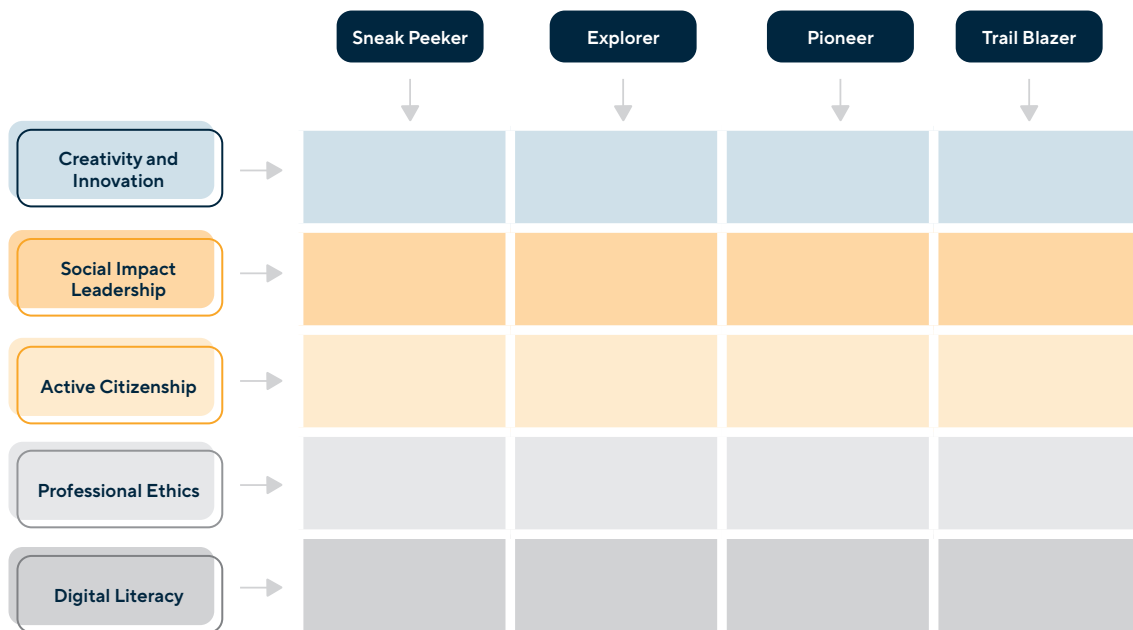 Sneak Peeker
Explorer
Pioneer
Trail Blazer
Creativity and
Innovation
Social Impact
Leadership
Active Citizenship
Professional Ethics
Digital Literacy